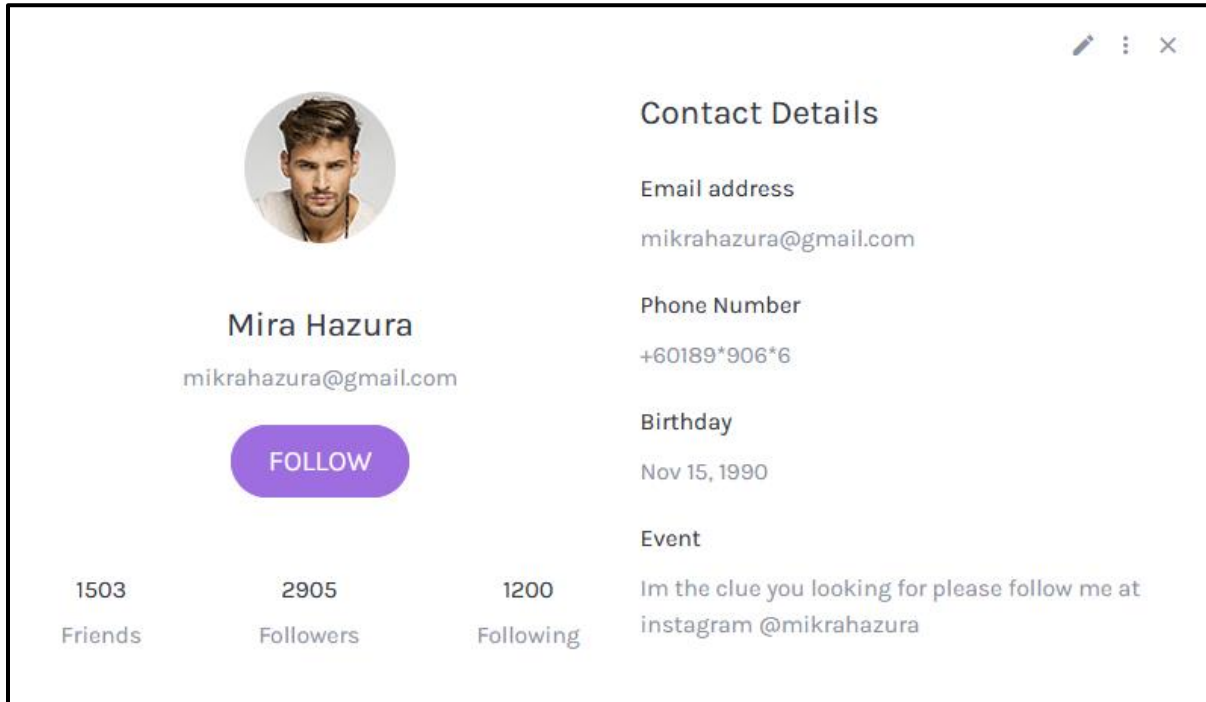 Mira Hazura
mikrahazura@gmail.com
FOLLOW
1503
Friends
2905
Followers
1200
Following
Contact Details
Email address
mikrahazura@gmail.com
Phone Number
+60189*906*6
Birthday
Nov 15, 1990
Event
Im the clue you looking for please follow me at
instagram @mikrahazura